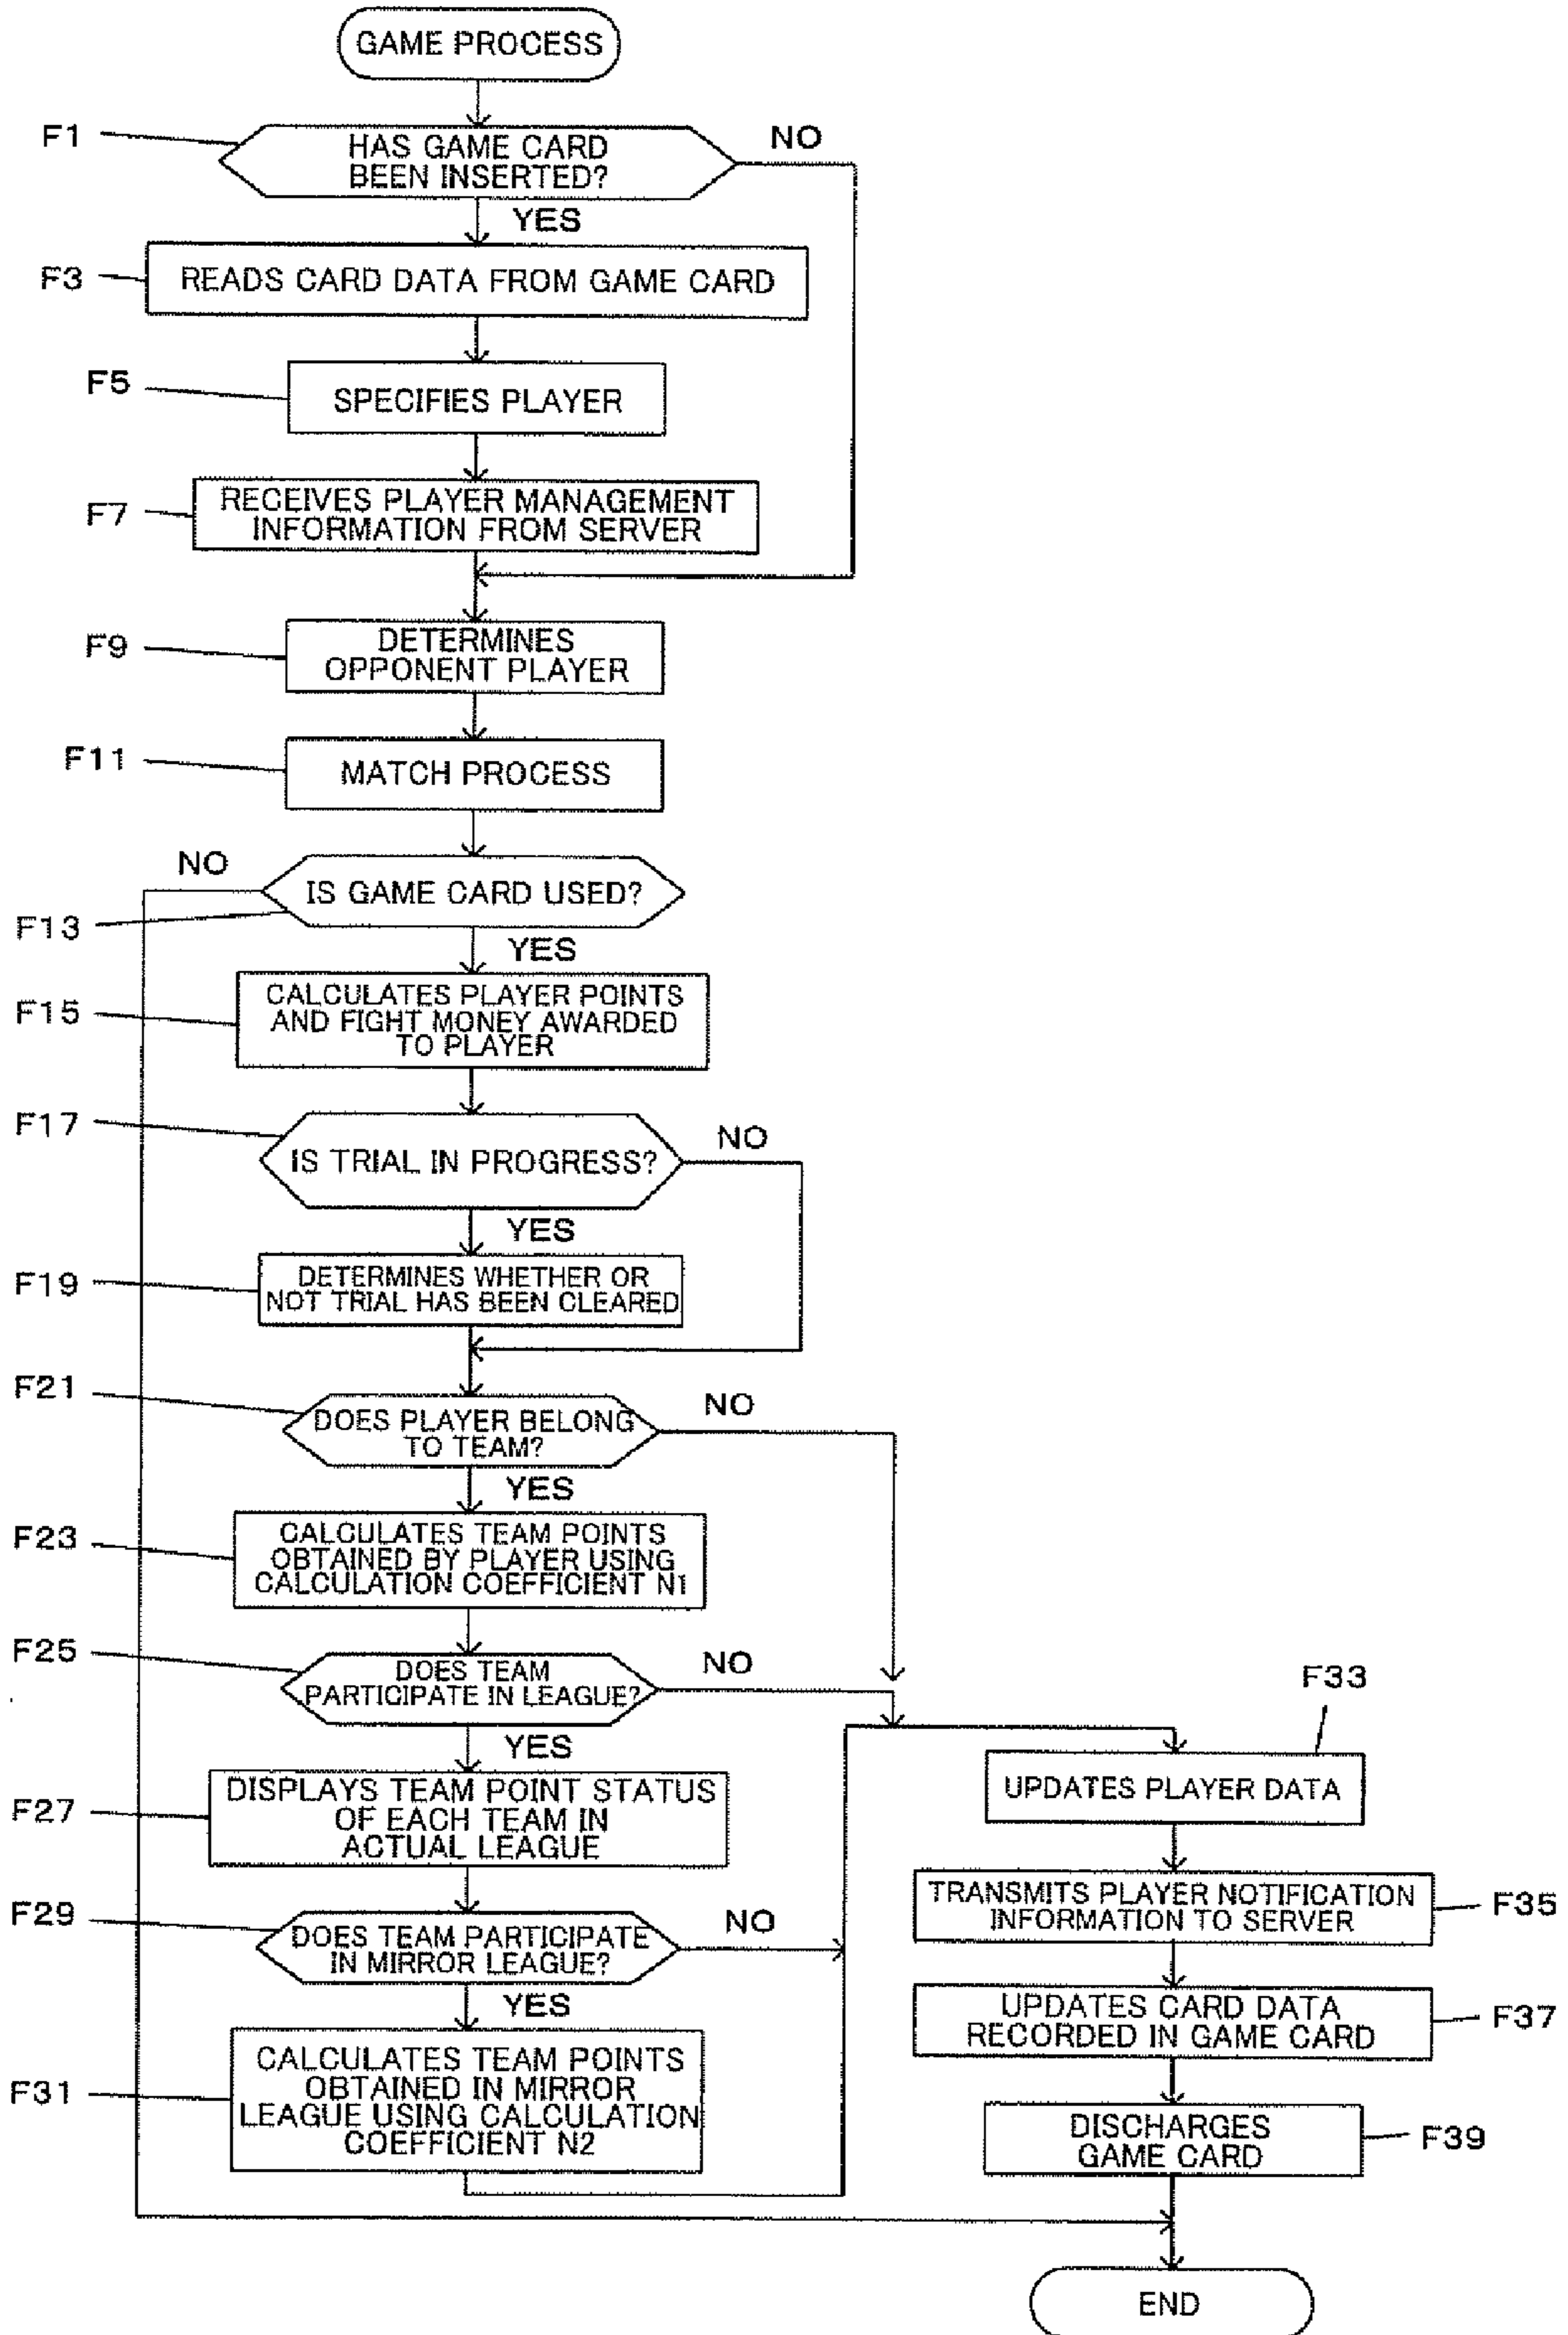 GAME PROCESS
F1
HAS GAME CARD
BEEN INSERTED?
NO
YES
F3
READS CARD DATA FROM GAME CARD
F5
SPECIFIES PLAYER
F7
RECEIVES PLAYER MANAGEMENT
INFORMATION FROM SERVER
F9
DETERMINES
OPPONENT PLAYER
F11
MATCH PROCESS
NO
IS GAME CARD USED?
F13
YES
F15
CALCULATES PLAYER POINTS
AND FIGHT MONEY AWARDED
TO PLAYER
F17
IS TRIAL IN PROGRESS?
NO
YES
F19
DETERMINES WHETHER OR
NOT TRIAL HAS BEEN CLEARED
F21
DOES PLAYER BELONG
TO TEAM?
NO
YES
F23
CALCULATES TEAM POINTS
OBTAINED BY PLAYER USING
CALCULATION COEFFICIENT N1
F25
DOES TEAM
PARTICIPATE IN LEAGUE?
NO
YES
F27
DISPLAYS TEAM POINT STATUS
OF EACH TEAM IN
ACTUAL LEAGUE
F29
DOES TEAM PARTICIPATE
IN MIRROR LEAGUE?
NO
YES
F31
CALCULATES TEAM POINTS
OBTAINED IN MIRROR
LEAGUE USING CALCULATION
COEFFICIENT N2
F33
UPDATES PLAYER DATA
TRANSMITS PLAYER NOTIFICATION
INFORMATION TO SERVER
F35
UPDATES CARD DATA
RECORDED IN GAME CARD
F37
DISCHARGES
GAME CARD
F39
END